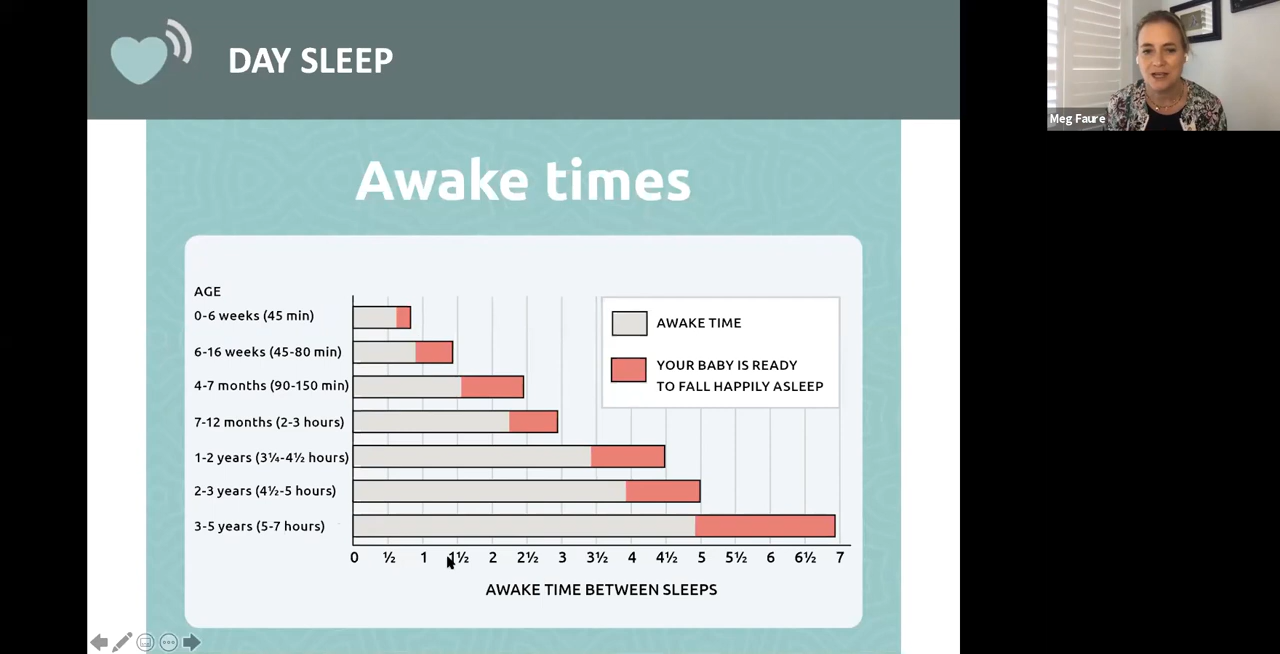 DAY SLEEP
Meg Faure
Awake times
AGE
0-6 weeks (45 min)
6-16 weeks (45-80 min)
4-7 months (90-150 min)
7-12 months (2-3 hours)
1-2 years (3¼-4½ hours)
2-3 years (4½-5 hours)
3-5 years (5-7 hours)
AWAKE TIME
YOUR BABY IS READY
TO FALL HAPPILY ASLEEP
0 ½ 1 1½ 2 2½ 3 3½ 4 4½ 5 5½ 6 6½ 7
AWAKE TIME BETWEEN SLEEPS